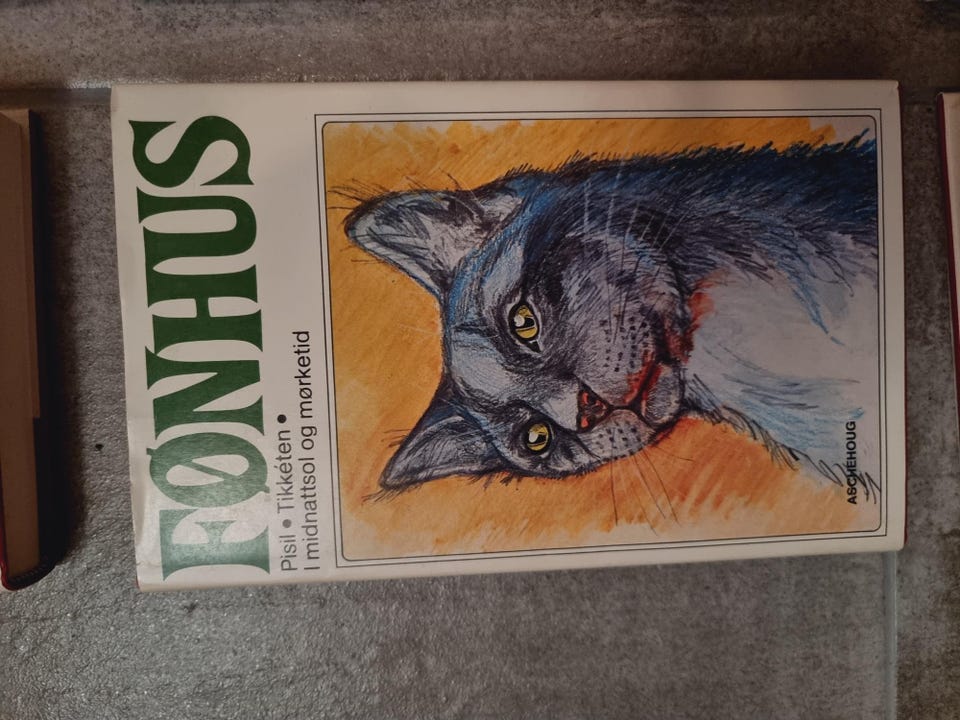 FØNHUS
Pisil • Tikkéten •
I midnattsol og mørketid
ASCHEHOUG